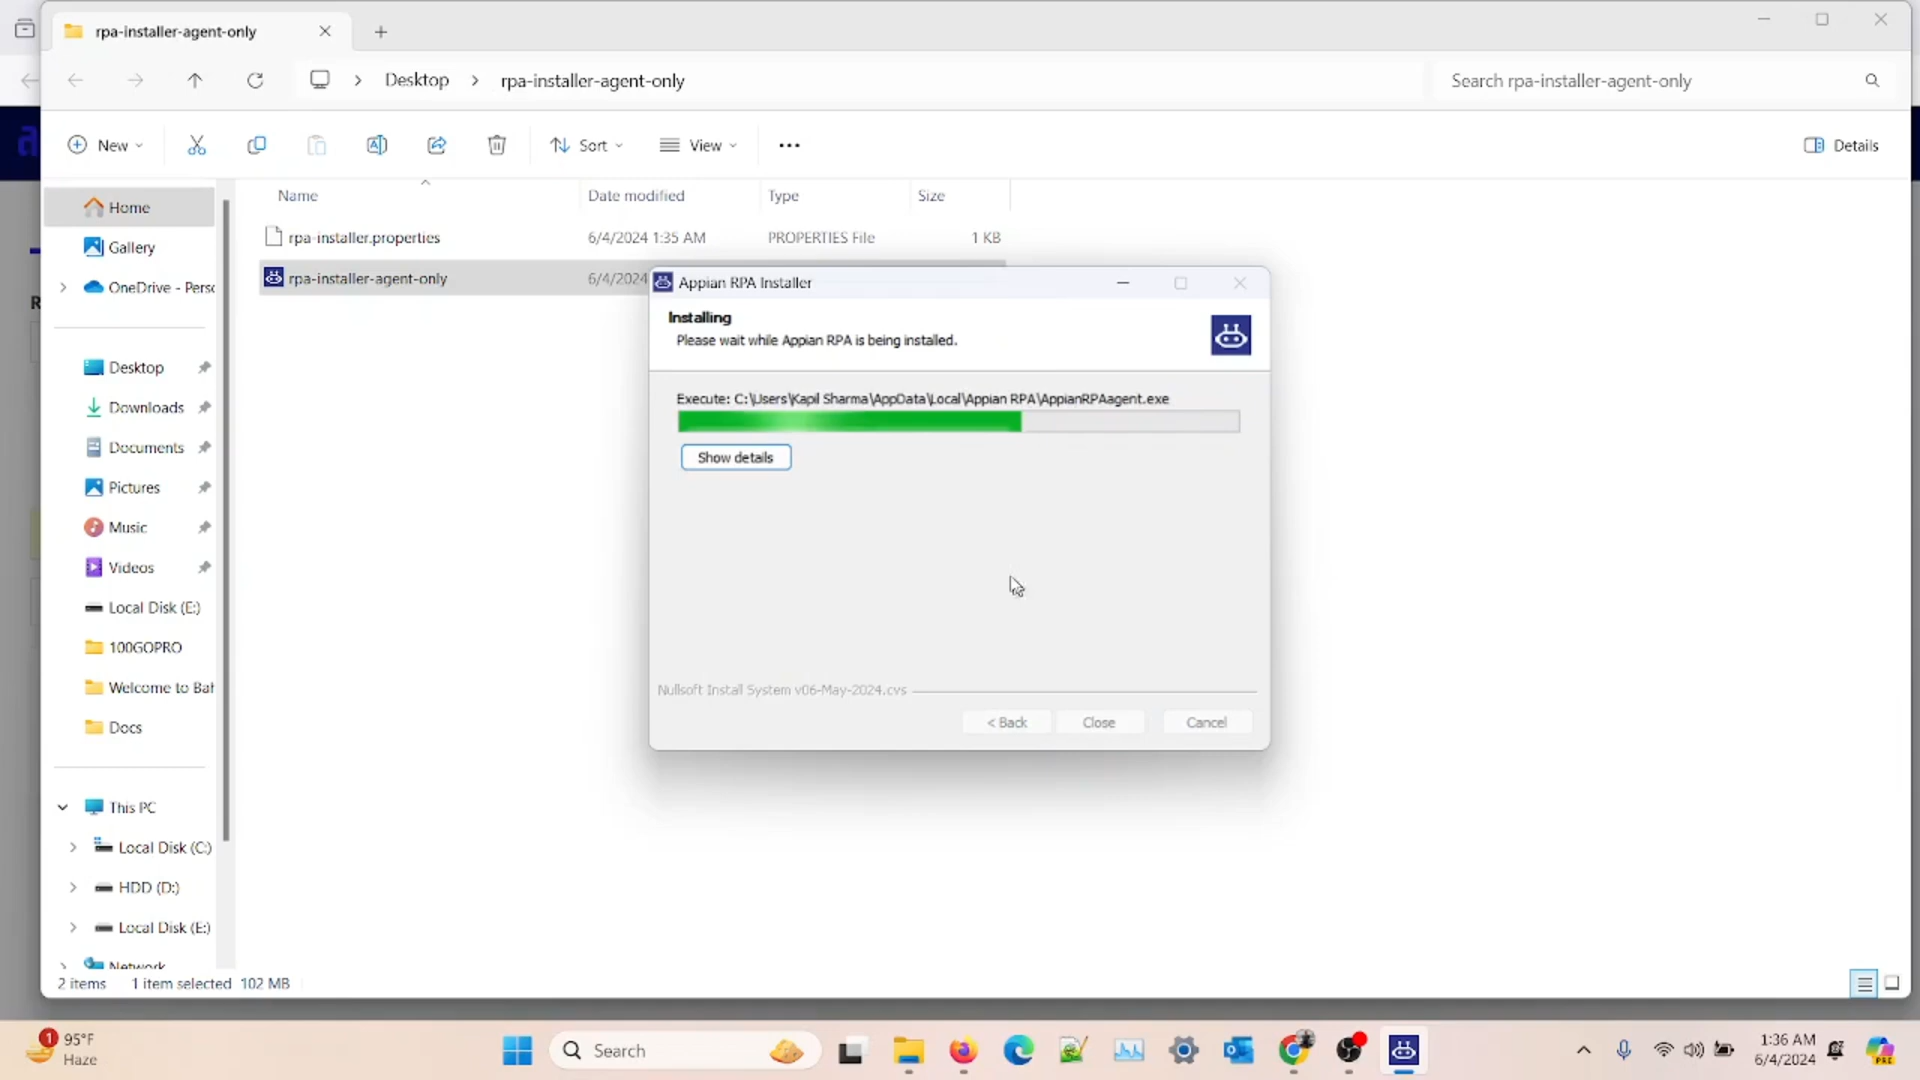 rpa-installer-agent-only
Desktop
rpa-installer-agent-only
Search rpa-installer-agent-only
New
Sort
View
Details
Name
Date modified
Type
Size
rpa-installer.properties
6/4/2024 1:35 AM
PROPERTIES File
1 KB
rpa-installer-agent-only
6/4/2024
Home
Gallery
OneDrive - Perso
Desktop
Downloads
Documents
Pictures
Music
Videos
Local Disk (E:)
100GOPRO
Welcome to Bah
Docs
This PC
Local Disk (C:)
HDD (D:)
Local Disk (E:)
Network
2 items
1 item selected
102 MB
Appian RPA Installer
Installing
Please wait while Appian RPA is being installed.
Execute: C:\Users\Kapil Sharma\AppData\Local\Appian RPA\AppianRPAagent.exe
Show details
Nullsoft Install System v06-May-2024.cvs
< Back
Close
Cancel
1
95°F
Haze
Search
PRE
1:36 AM
6/4/2024